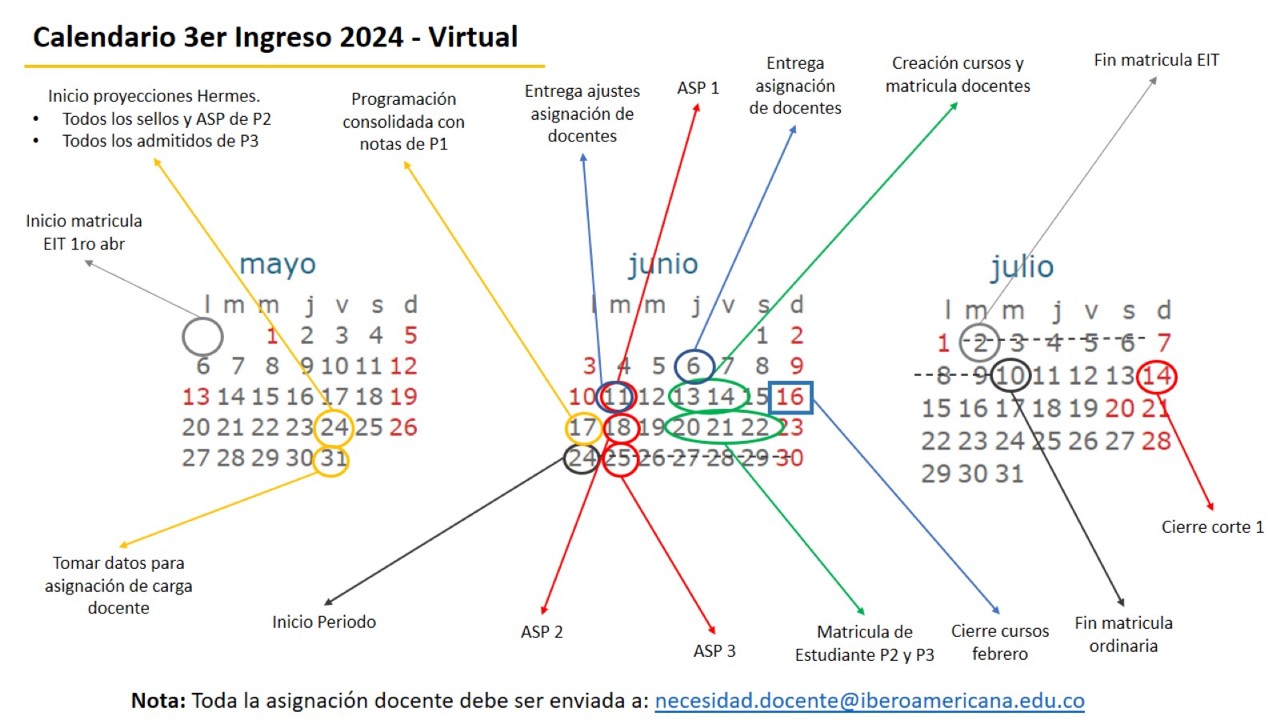 Calendario 3er Ingreso 2024 - Virtual
Inicio proyecciones Hermes.
• Todos los sellos y ASP de P2
• Todos los admitidos de P3
Programación
consolidada con
notas de P1
Entrega ajustes
asignación de
docentes
ASP 1
Entrega
asignación
de docentes
Creación cursos y
matricula docentes
Fin matricula EIT
Inicio matricula
EIT 1ro abr
mayo
l m m j v s d
1 2 3 4 5
6 7 8 9 10 11 12
13 14 15 16 17 18 19
20 21 22 23 24 25 26
27 28 29 30 31
junio
l m m j v s d
1 2
3 4 5 6 7 8 9
10 11 12 13 14 15 16
17 18 19 20 21 22 23
24 25 26 27 28 29 30
julio
l m m j v s d
1 2 3 4 5 6 7
8 9 10 11 12 13 14
15 16 17 18 19 20 21
22 23 24 25 26 27 28
29 30 31
Cierre corte 1
Tomar datos para
asignación de carga
docente
Inicio Periodo
ASP 2
ASP 3
Matricula de
Estudiante P2 y P3
Cierre cursos
febrero
Fin matricula
ordinaria
Nota: Toda la asignación docente debe ser enviada a: necesidad.docente@iberoamericana.edu.co